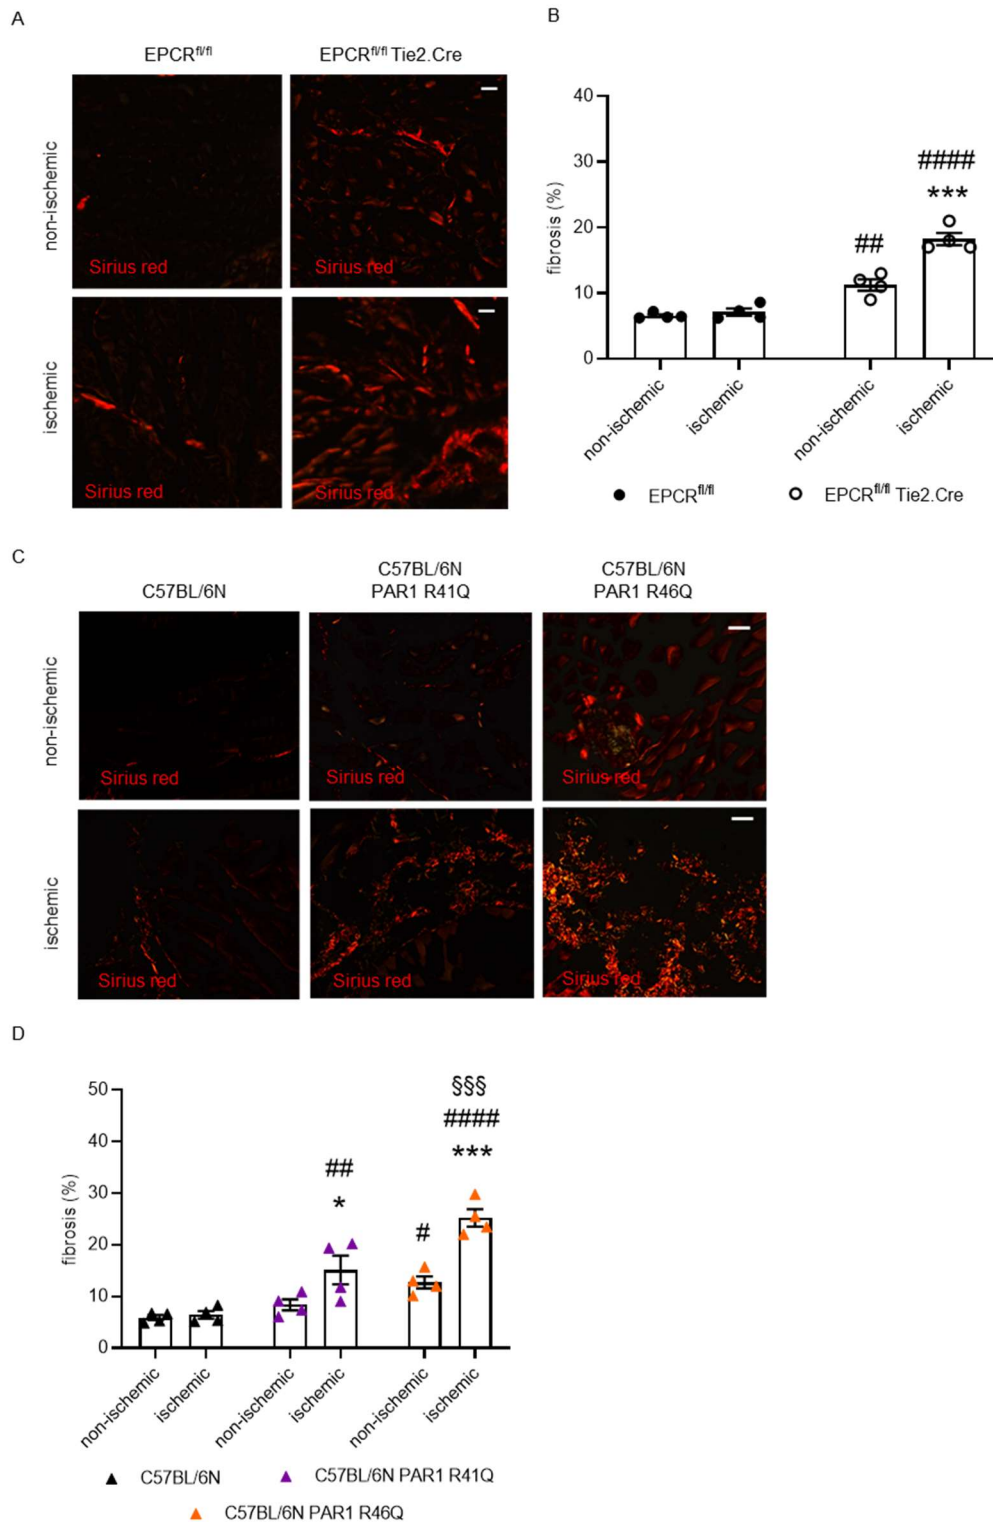 A
EPCRfl/fl
EPCRfl/fl Tie2.Cre
non-ischemic
Sirius red
ischemic
Sirius red
Sirius red
B
fibrosis (%)
40
30
20
10
0
##
####
***
non-ischemic
ischemic
non-ischemic
ischemic
EPCRfl/fl
EPCRfl/fl Tie2.Cre
C
C57BL/6N
C57BL/6N
PAR1 R41Q
C57BL/6N
PAR1 R46Q
non-ischemic
Sirius red
Sirius red
Sirius red
ischemic
Sirius red
Sirius red
Sirius red
D
fibrosis (%)
50
40
30
20
10
0
##
*
#
§§§
####
***
non-ischemic
ischemic
non-ischemic
ischemic
non-ischemic
ischemic
C57BL/6N
C57BL/6N PAR1 R41Q
C57BL/6N PAR1 R46Q